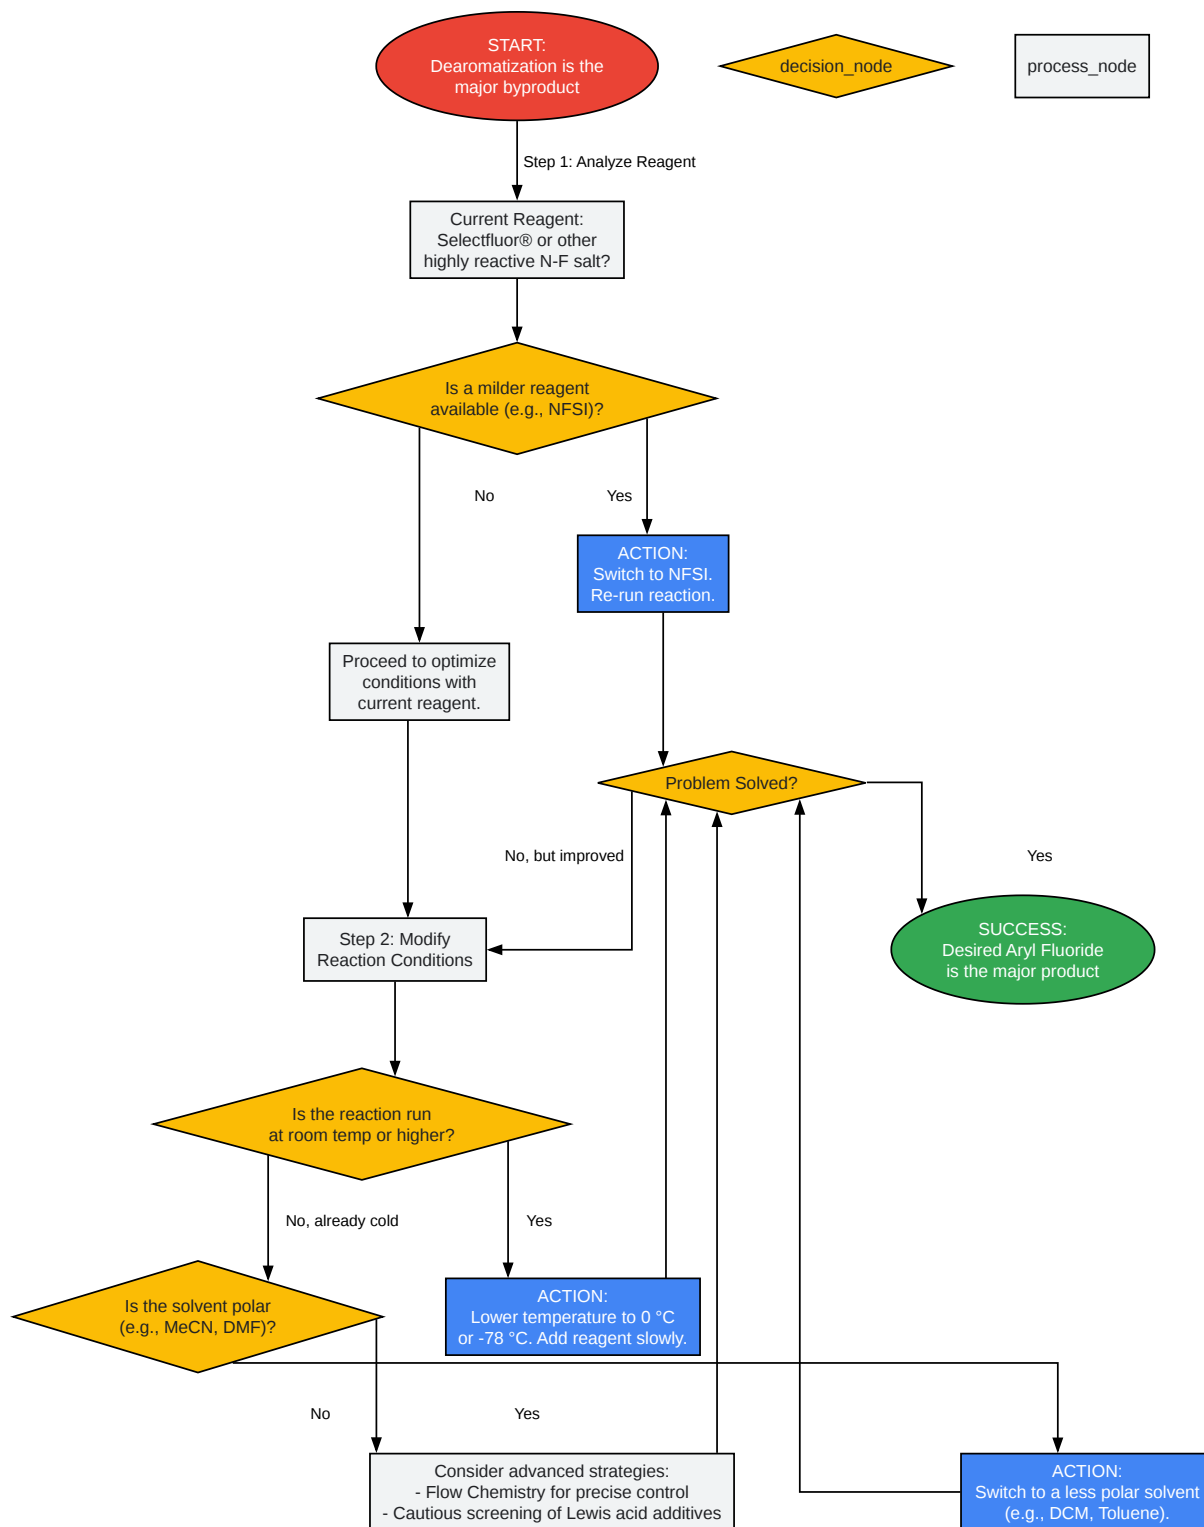 START:
Dearomatization is the
major byproduct
decision_node
process_node
Step 1: Analyze Reagent
Current Reagent:
Selectfluor® or other
highly reactive N-F salt?
Is a milder reagent
available (e.g., NFSI)?
No
Yes
ACTION:
Switch to NFSI.
Re-run reaction.
Proceed to optimize
conditions with
current reagent.
Problem Solved?
No, but improved
Yes
Step 2: Modify
Reaction Conditions
SUCCESS:
Desired Aryl Fluoride
is the major product
Is the reaction run
at room temp or higher?
No, already cold
Yes
Is the solvent polar
(e.g., MeCN, DMF)?
ACTION:
Lower temperature to 0 °C
or -78 °C. Add reagent slowly.
No
Yes
Consider advanced strategies:
- Flow Chemistry for precise control
- Cautious screening of Lewis acid additives
ACTION:
Switch to a less polar solvent
(e.g., DCM, Toluene).